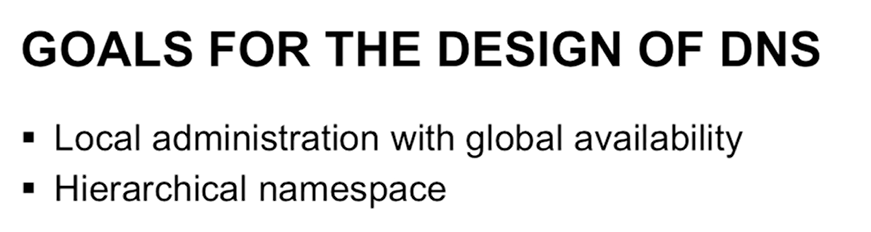 GOALS FOR THE DESIGN OF DNS
▪ Local administration with global availability
▪ Hierarchical namespace